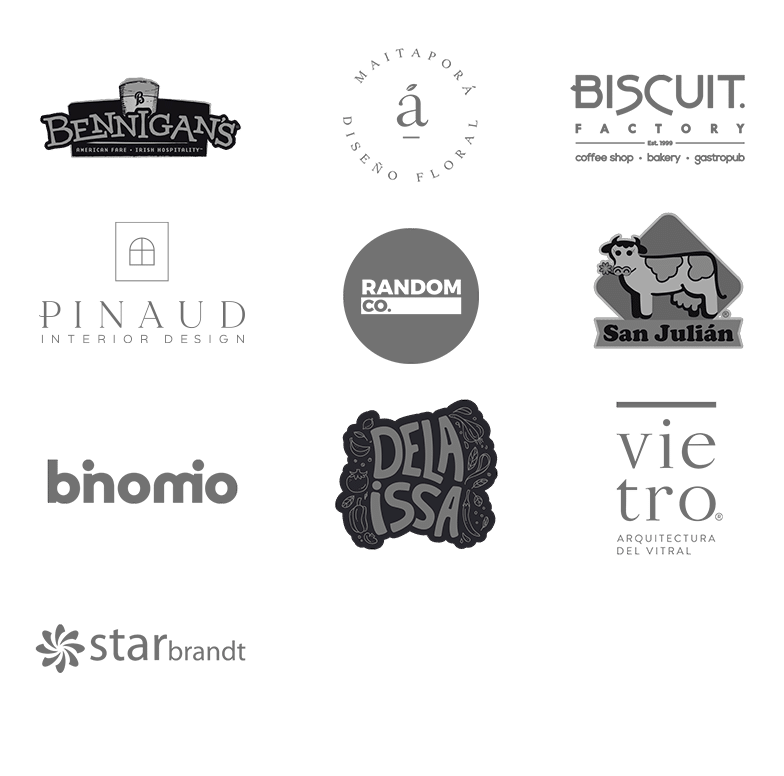 B
BENNIGAN'S
AMERICAN FARE • IRISH HOSPITALITY™
MAITAPORÁ
á
DISEÑO FLORAL
BISCUIT.
FACTORY
Est. 1999
coffee shop • bakery • gastropub
PINAUD
INTERIOR DESIGN
RANDOM
CO.
San Julián
®
binomio
DELA
iSSA
vie
tro®
ARQUITECTURA
DEL VITRAL
starbrandt